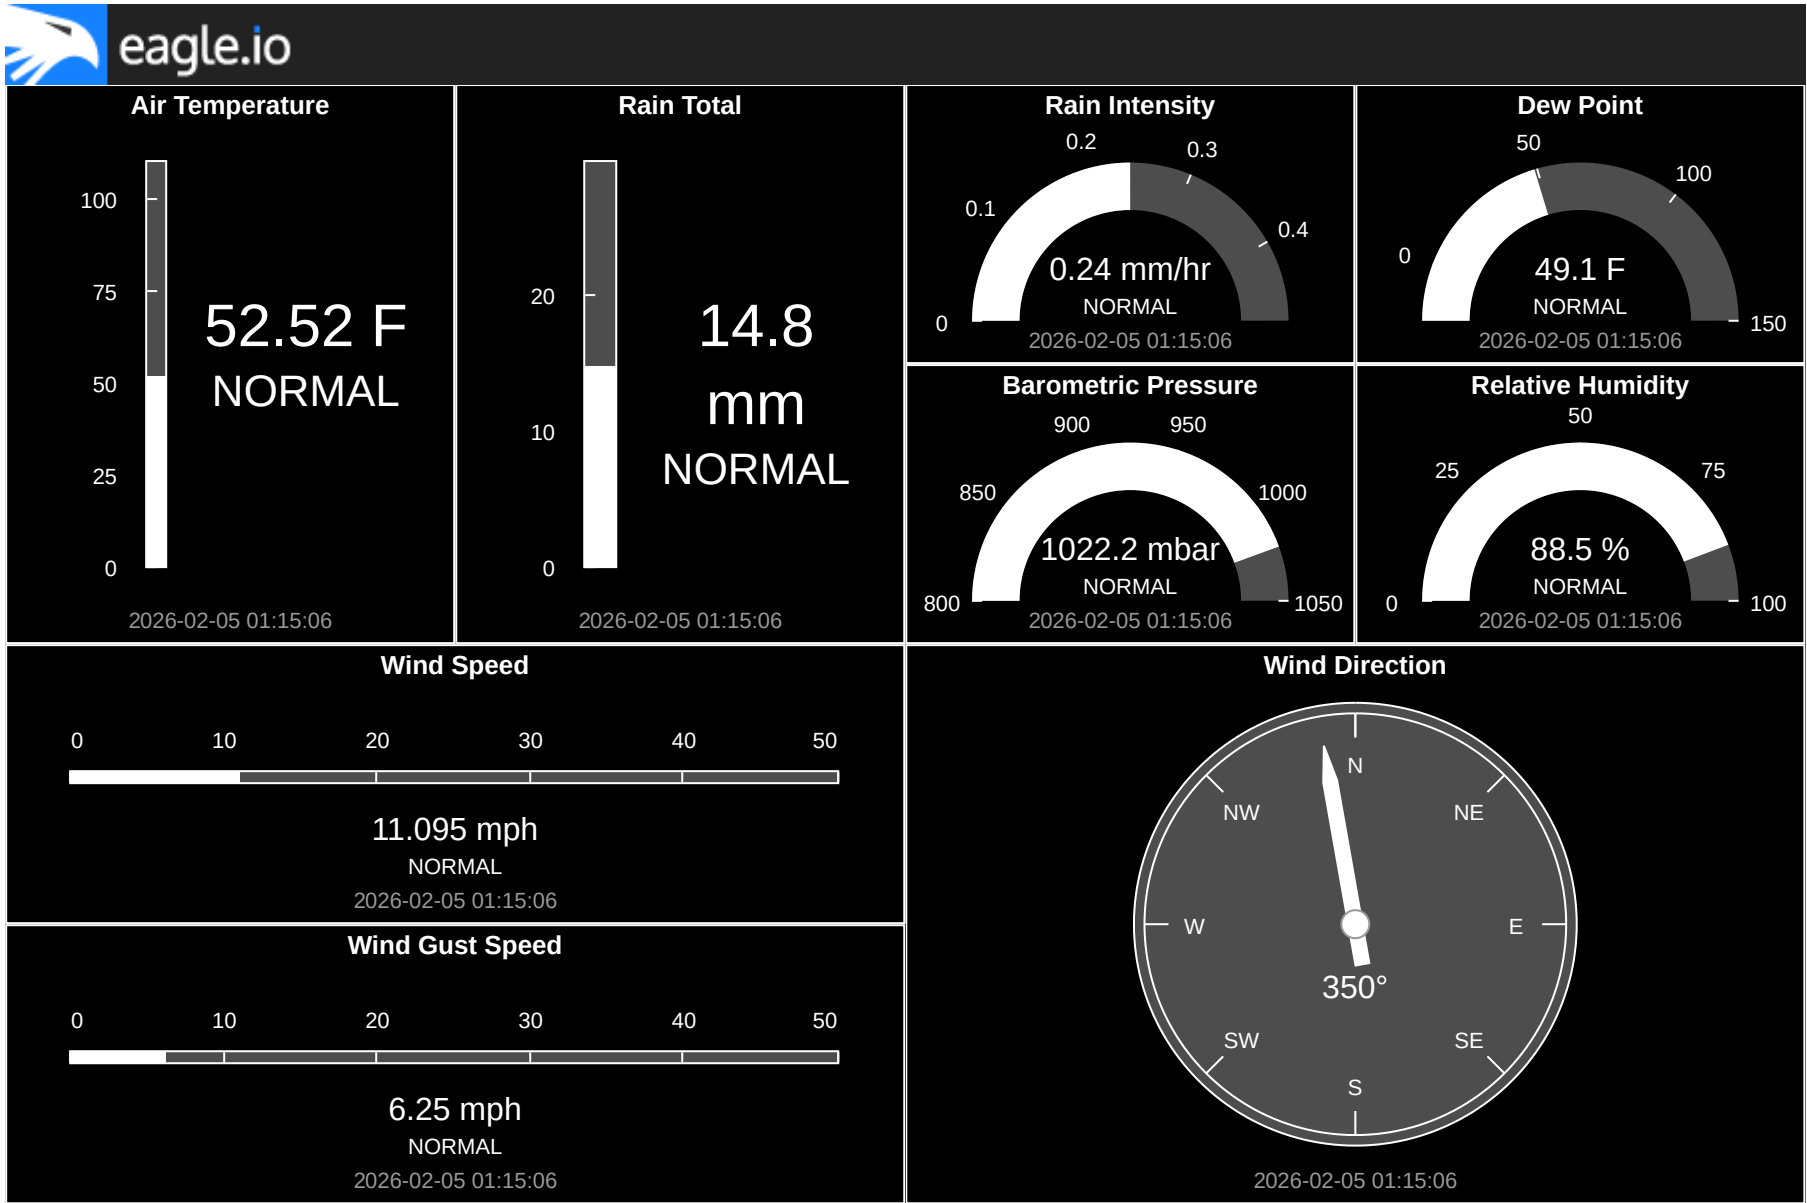 eagle.io
Air Temperature
100
75
50
25
0
52.52 F
NORMAL
2026-02-05 01:15:06
Rain Total
20
10
0
14.8
mm
NORMAL
2026-02-05 01:15:06
Rain Intensity
0
0.1
0.2
0.3
0.4
0.24 mm/hr
NORMAL
2026-02-05 01:15:06
Dew Point
0
50
100
150
49.1 F
NORMAL
2026-02-05 01:15:06
Barometric Pressure
800
850
900
950
1000
1050
1022.2 mbar
NORMAL
2026-02-05 01:15:06
Relative Humidity
0
25
50
75
100
88.5 %
NORMAL
2026-02-05 01:15:06
Wind Speed
0 10 20 30 40 50
11.095 mph
NORMAL
2026-02-05 01:15:06
Wind Gust Speed
0 10 20 30 40 50
6.25 mph
NORMAL
2026-02-05 01:15:06
Wind Direction
N
NW NE
W E
350°
SW SE
S
2026-02-05 01:15:06